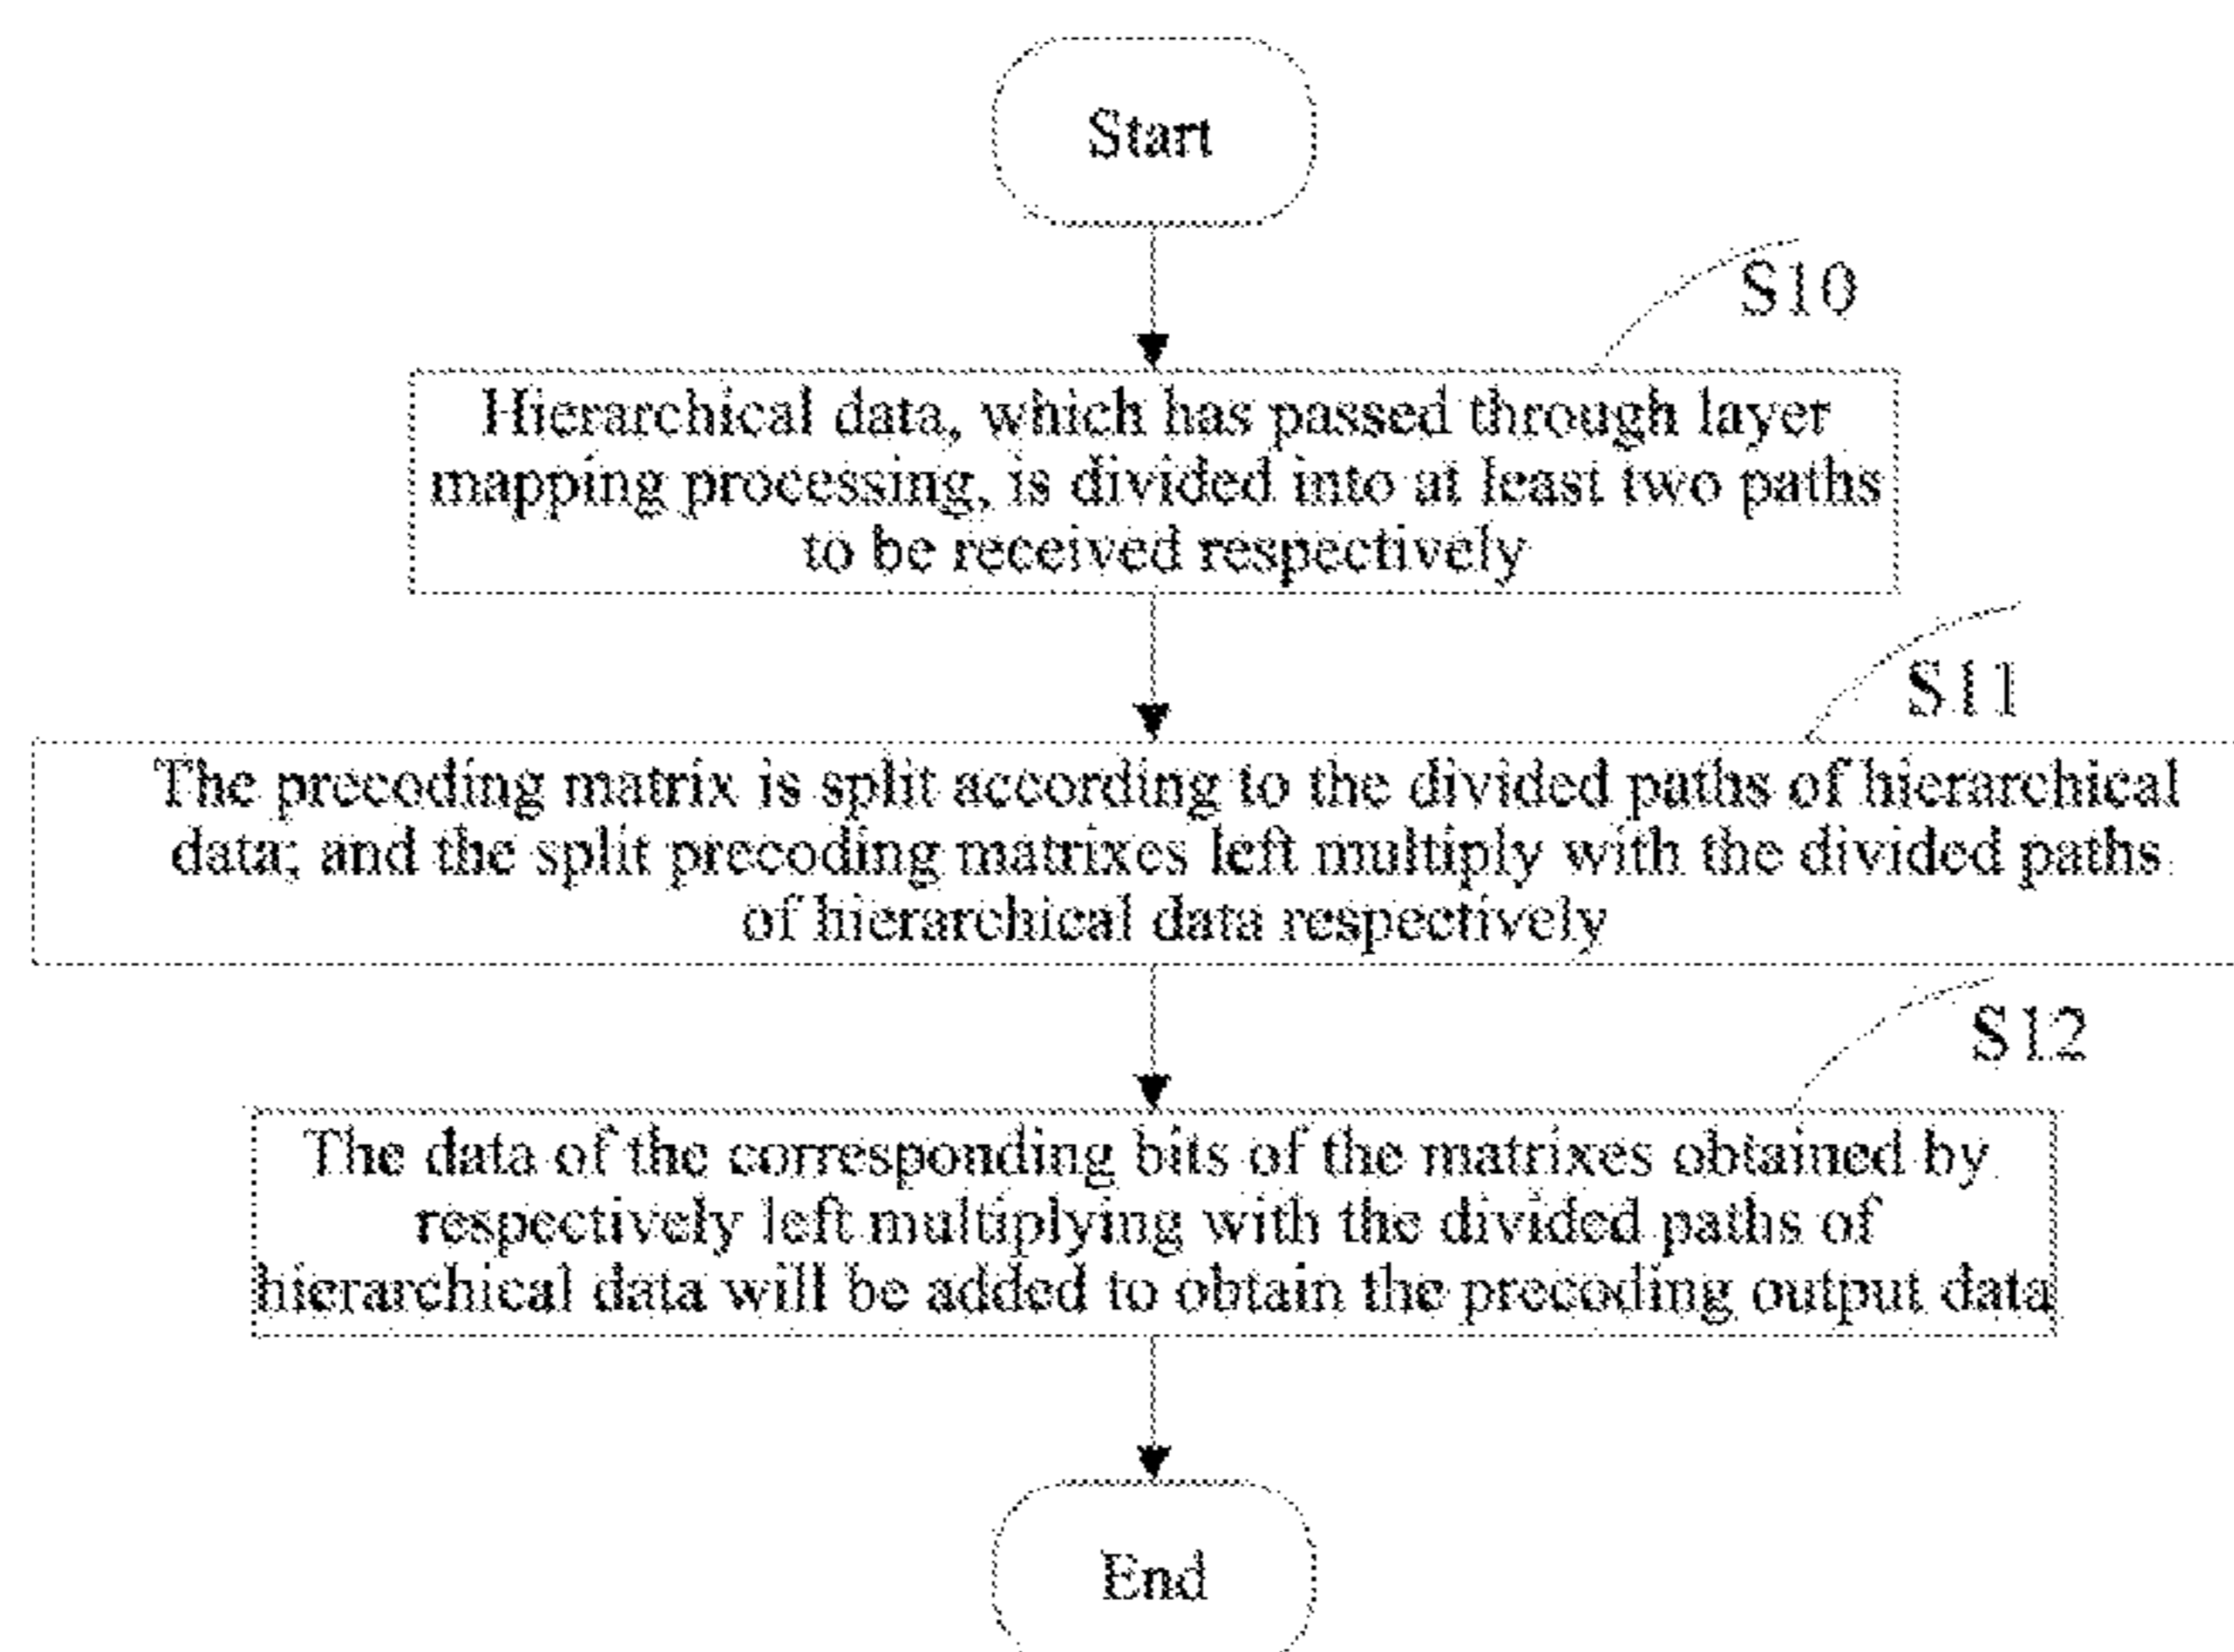 Start
S10
Hierarchical data, which has passed through layer
mapping processing, is divided into at least two paths
to be received respectively
S11
The precoding matrix is split according to the divided paths of hierarchical
data; and the split precoding matrixes left multiply with the divided paths
of hierarchical data respectively
S12
The data of the corresponding bits of the matrixes obtained by
respectively left multiplying with the divided paths of
hierarchical data will be added to obtain the precoding output data
End